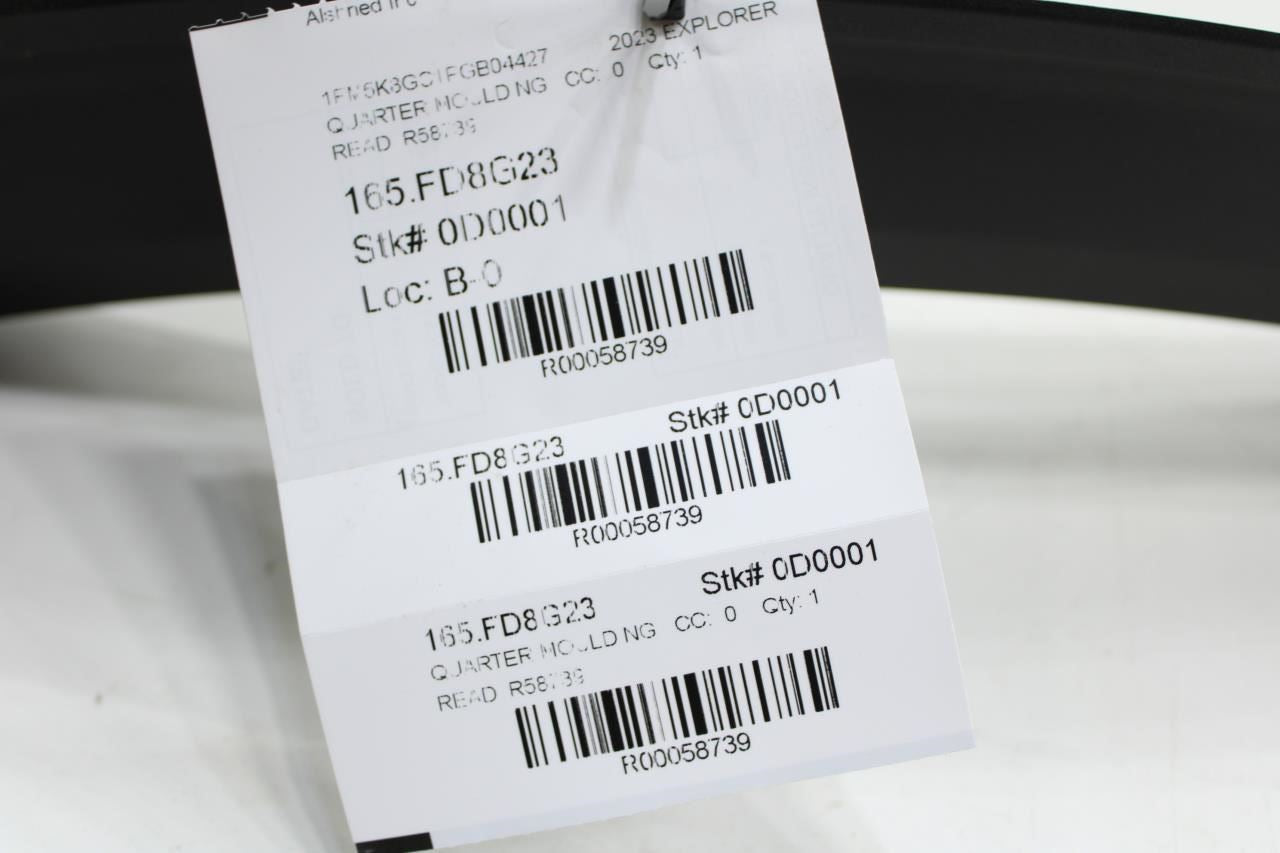 2023 EXPLORER
QUARTER MOULDING CC: 0 Qty: 1
READ R58739
165.FD8G23
Stk# 0D0001
Loc: B-0
R00058739
165.FD8G23 Stk# 0D0001
R00058739
165.FD8G23 Stk# 0D0001
QUARTER MOULDING CC: 0 Qty: 1
READ R58739
R00058739